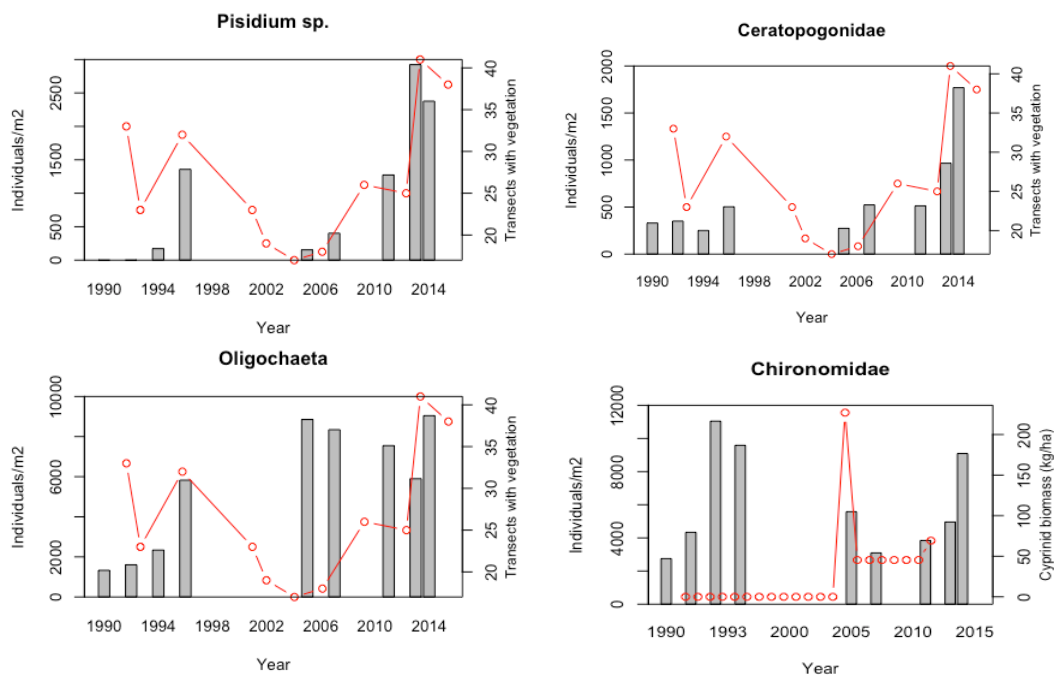 Pisidium sp.
Individuals/m2
0 500 1500 2500
1990 1994 1998 2002 2006 2010 2014
Year
20 25 30 35 40
Transects with vegetation
Ceratopogonidae
Individuals/m2
0 500 1000 1500 2000
1990 1994 1998 2002 2006 2010 2014
Year
20 25 30 35 40
Transects with vegetation
Oligochaeta
Individuals/m2
0 2000 6000 10000
1990 1994 1998 2002 2006 2010 2014
Year
20 25 30 35 40
Transects with vegetation
Chironomidae
Individuals/m2
0 4000 8000 12000
1990 1993 2000 2005 2010 2015
Year
0 50 100 150 200
Cyprinid biomass (kg/ha)